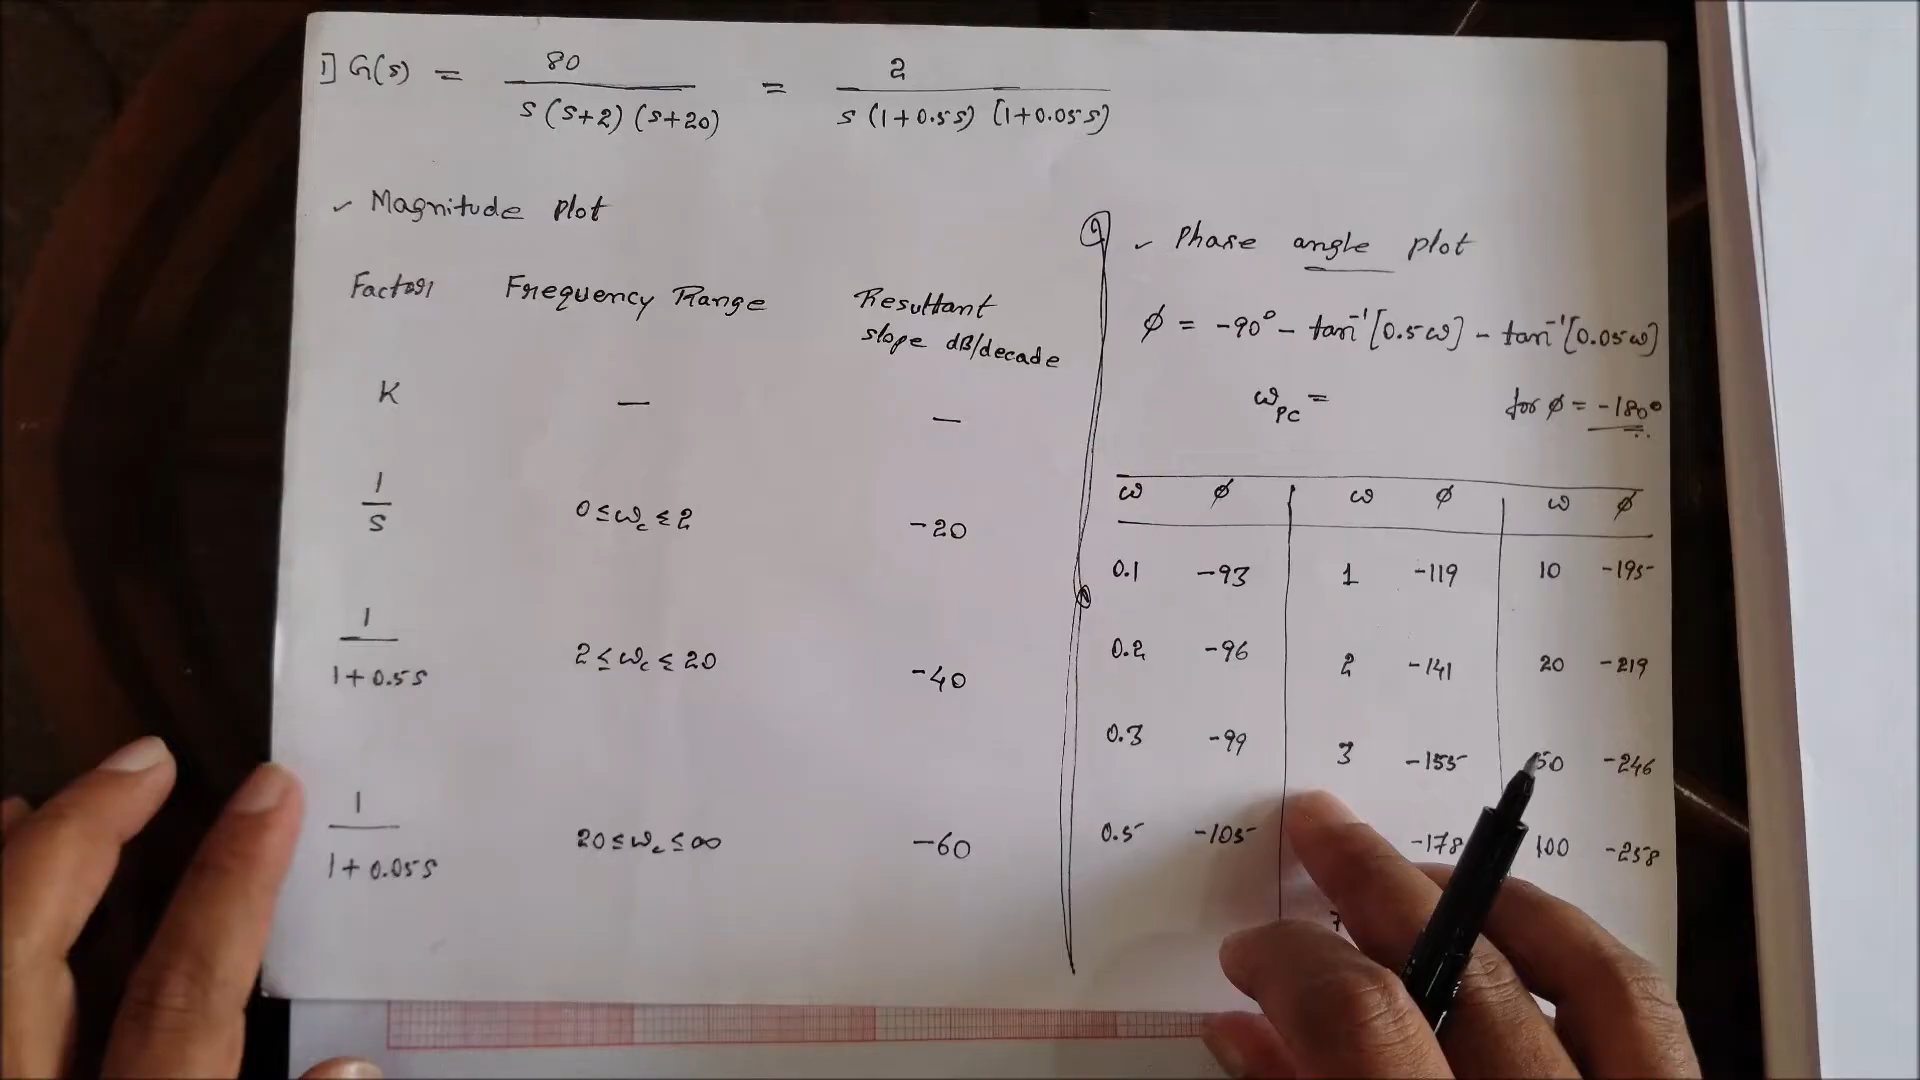 1] G(s) = 80 / s(s+2)(s+20) = 2 / s(1+0.5s)[1+0.05s)
✓ Magnitude plot
Factors Frequency Range Resultant slope dB/decade
K — —
1/s 0≤ωc≤2 -20
1/1+0.5s 2≤ωc≤20 -40
1/1+0.05s 20≤ωc≤∞ -60
✓ Phase angle plot
ϕ = -90° - tan⁻¹[0.5ω] - tan⁻¹[0.05ω]
ωPC = for ϕ = -180°
ω ϕ ω ϕ ω ϕ
0.1 -93 1 -119 10 -195
0.2 -96 2 -141 20 -219
0.3 -99 3 -155 50 -246
0.5 -105 -178 100 -258
7